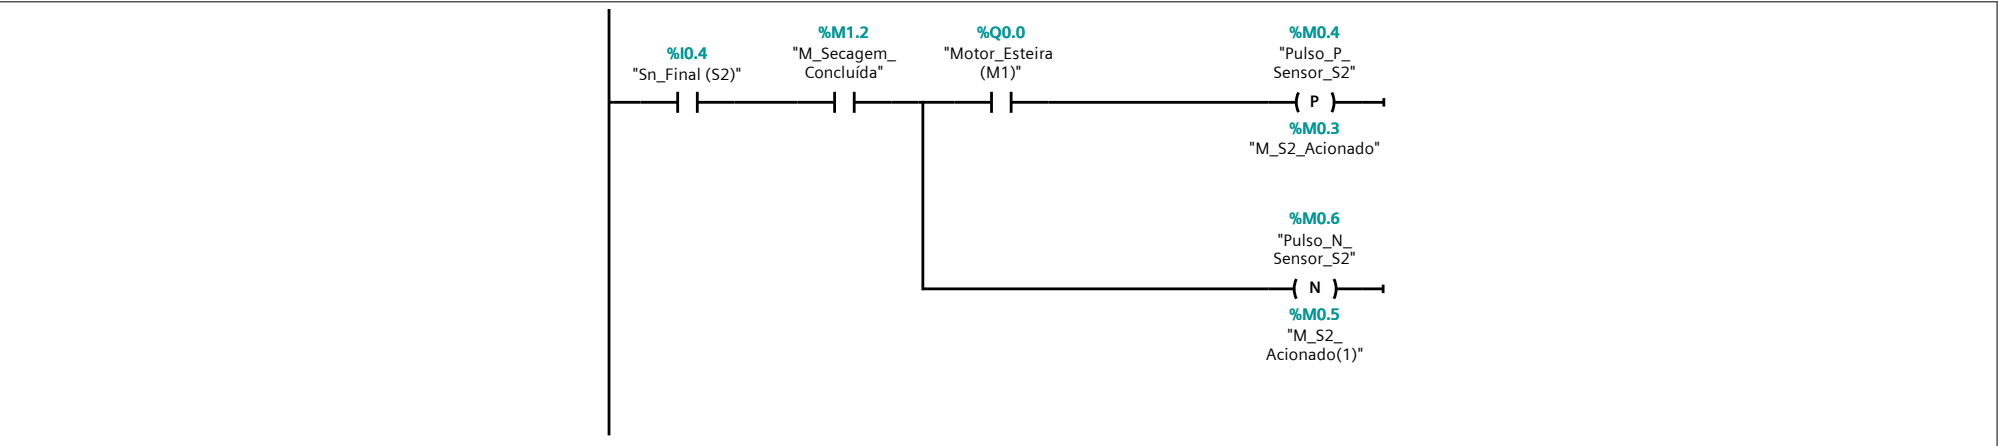 %I0.4
"Sn_Final (S2)"
%M1.2
"M_Secagem_
Concluída"
%Q0.0
"Motor_Esteira
(M1)"
%M0.4
"Pulso_P_
Sensor_S2"
P
%M0.3
"M_S2_Acionado"
%M0.6
"Pulso_N_
Sensor_S2"
N
%M0.5
"M_S2_
Acionado(1)"